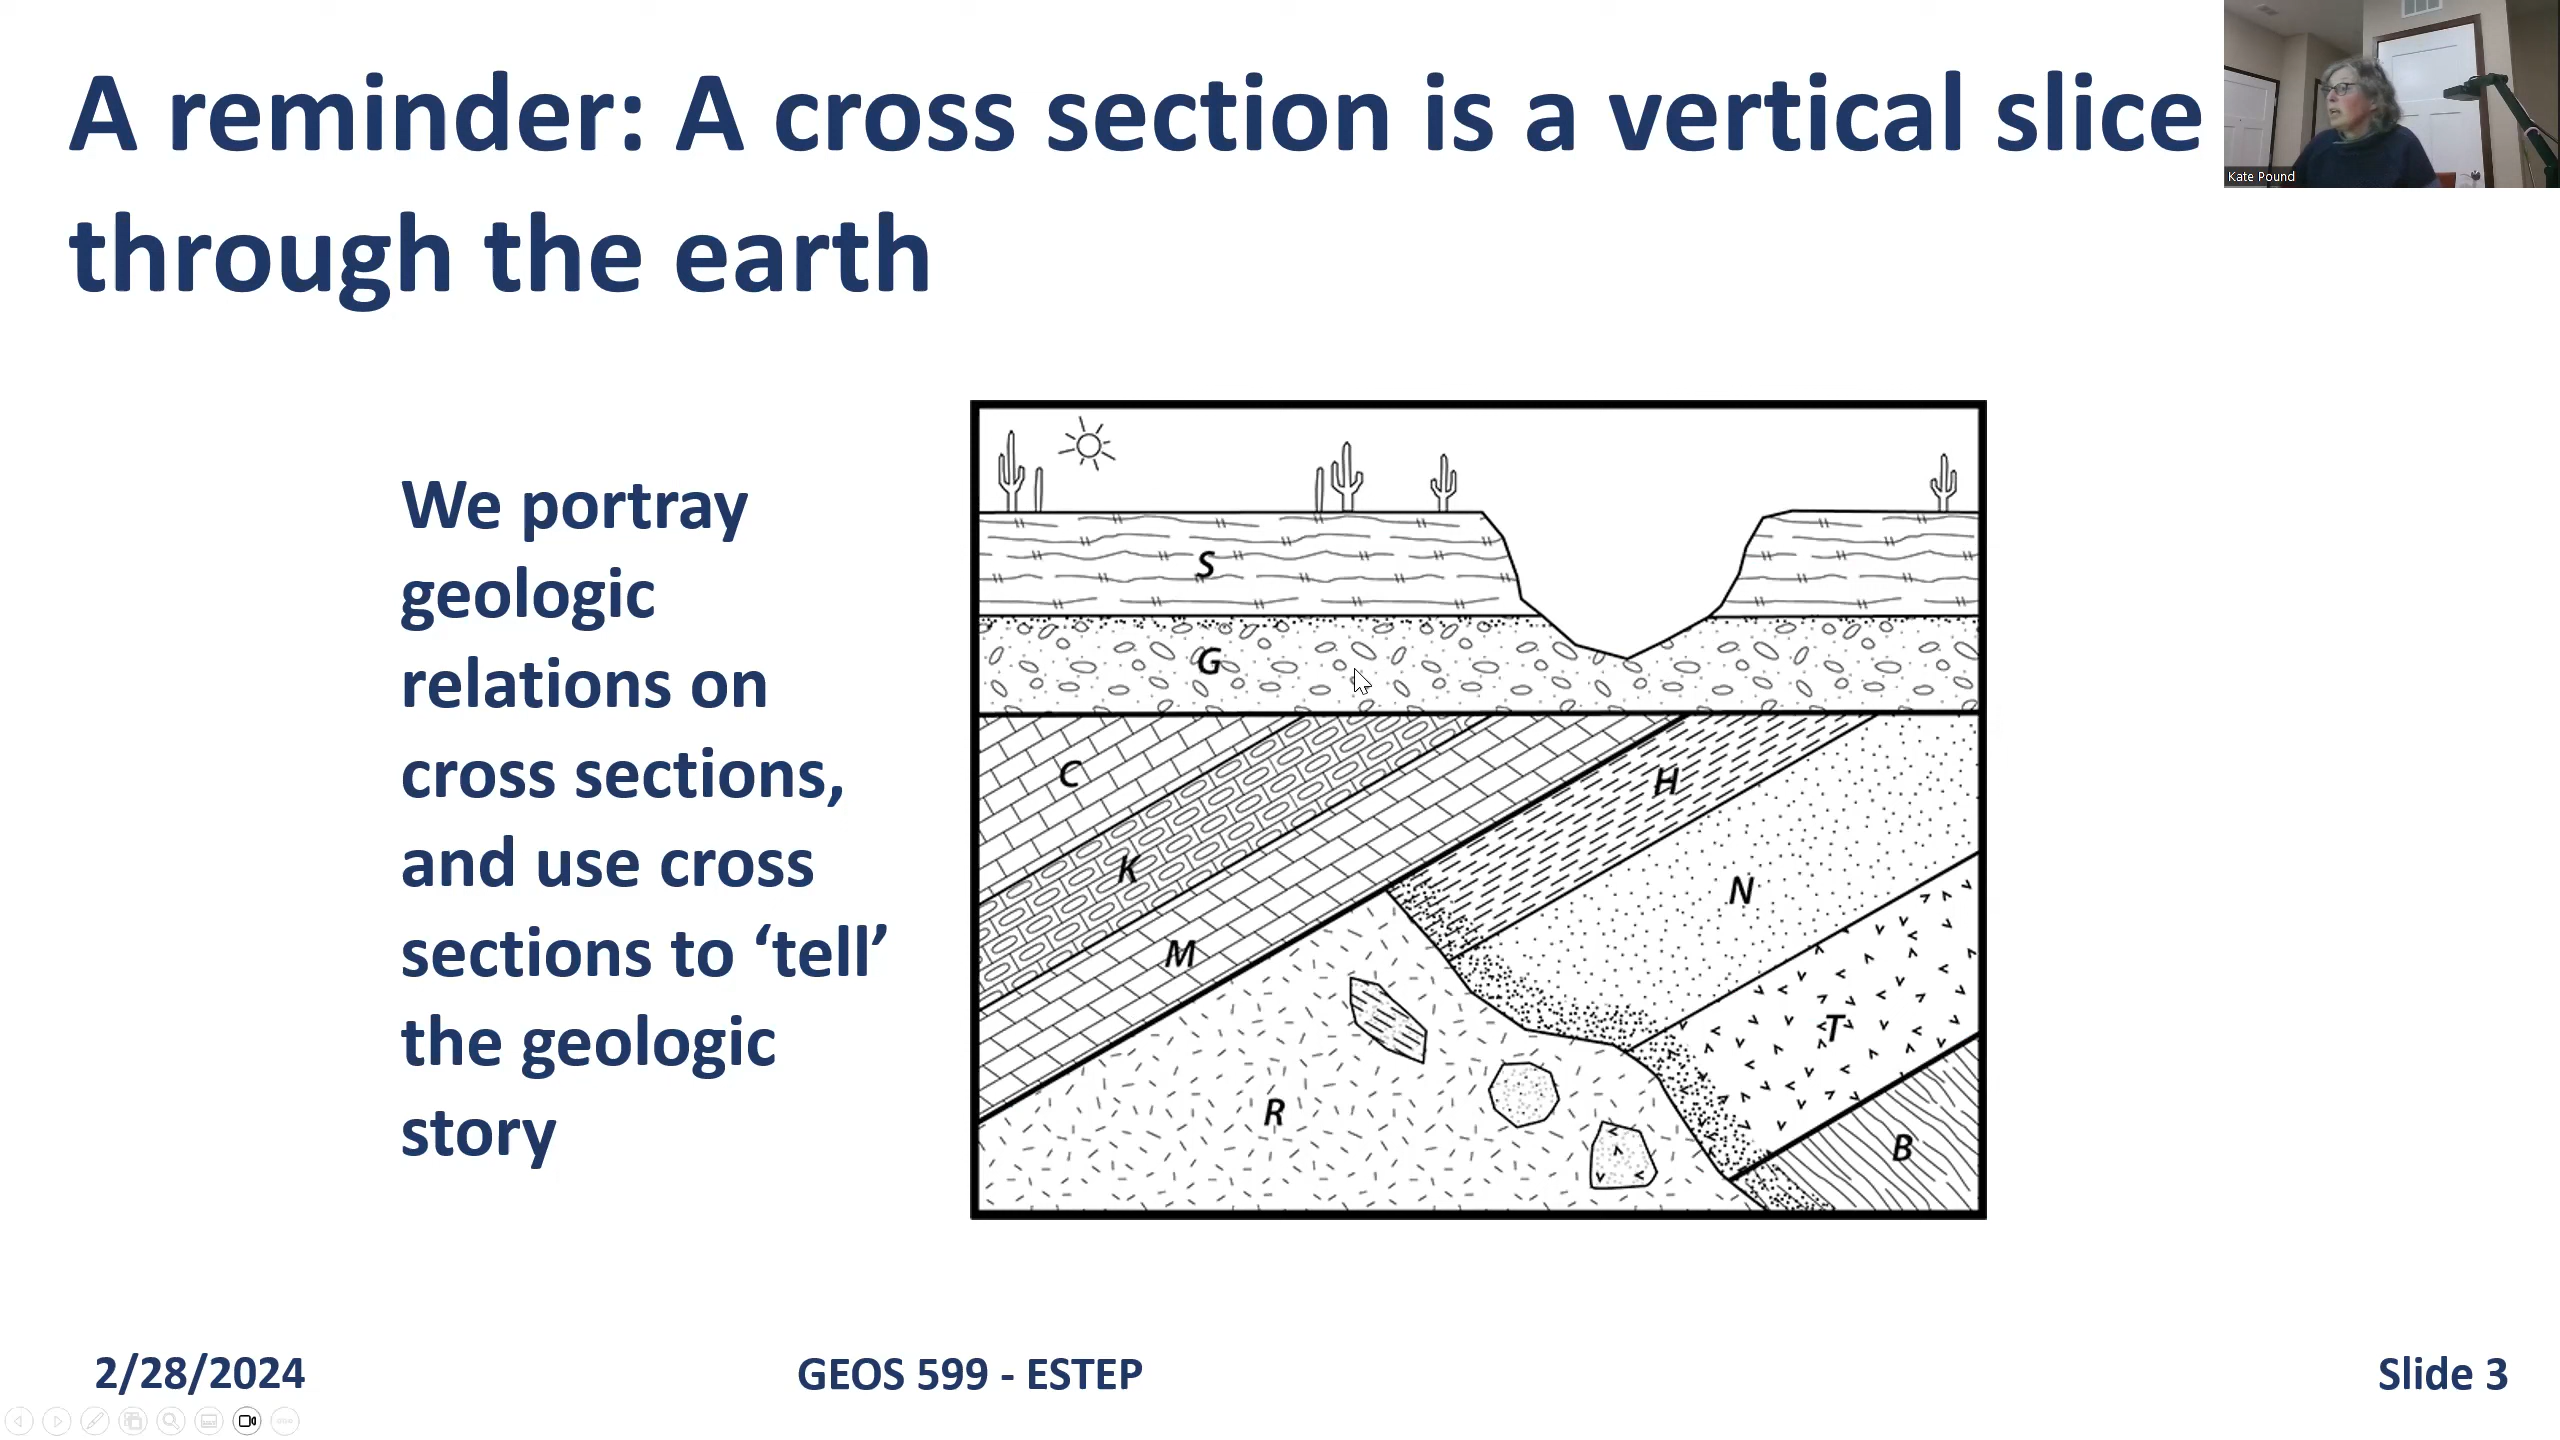 A reminder: A cross section is a vertical slice
through the earth
Kate Pound
We portray
geologic
relations on
cross sections,
and use cross
sections to ‘tell’
the geologic
story
S
G
C
H
K
N
M
T
R
B
2/28/2024
GEOS 599 - ESTEP
Slide 3